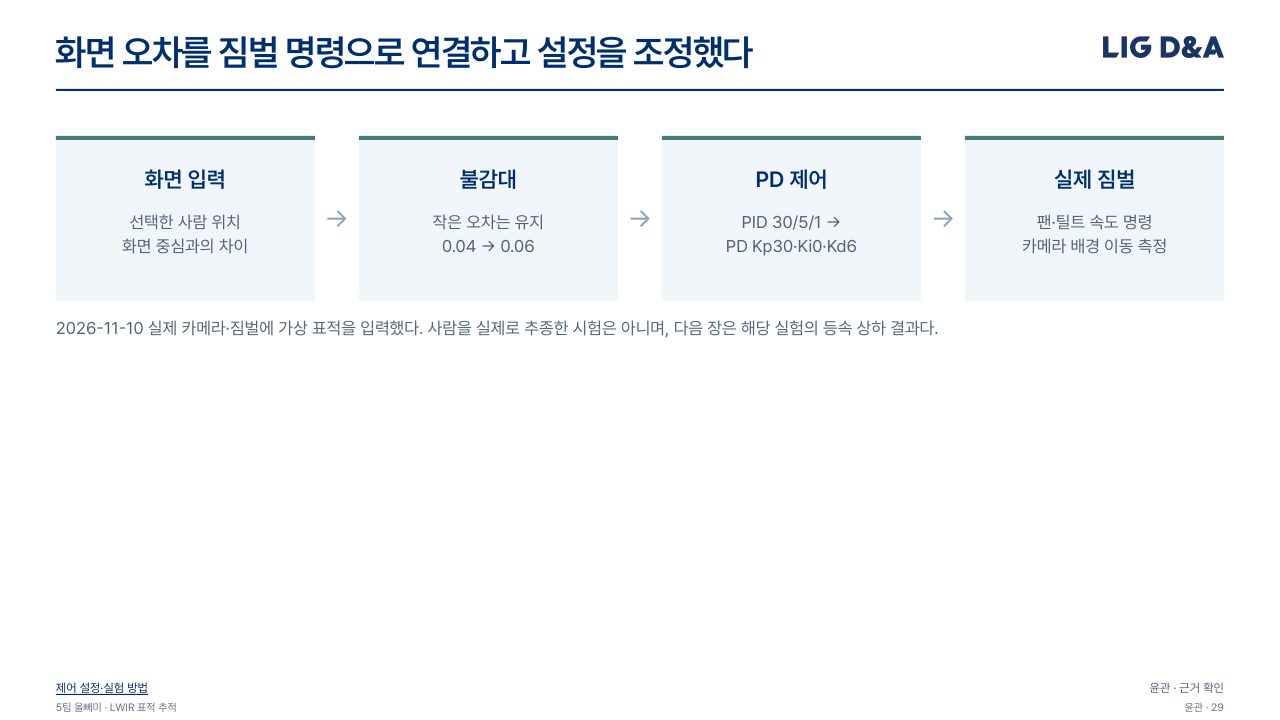 화면 오차를 짐벌 명령으로 연결하고 설정을 조정했다
LIG D&A
화면 입력
선택한 사람 위치
화면 중심과의 차이
→
불감대
작은 오차는 유지
0.04 → 0.06
→
PD 제어
PID 30/5/1 →
PD Kp30·Ki0·Kd6
→
실제 짐벌
팬·틸트 속도 명령
카메라 배경 이동 측정
2026-11-10 실제 카메라·짐벌에 가상 표적을 입력했다. 사람을 실제로 추종한 시험은 아니며, 다음 장은 해당 실험의 등속 상하 결과다.
제어 설정·실험 방법
5팀 올빼미 · LWIR 표적 추적
윤관 · 근거 확인
윤관 · 29